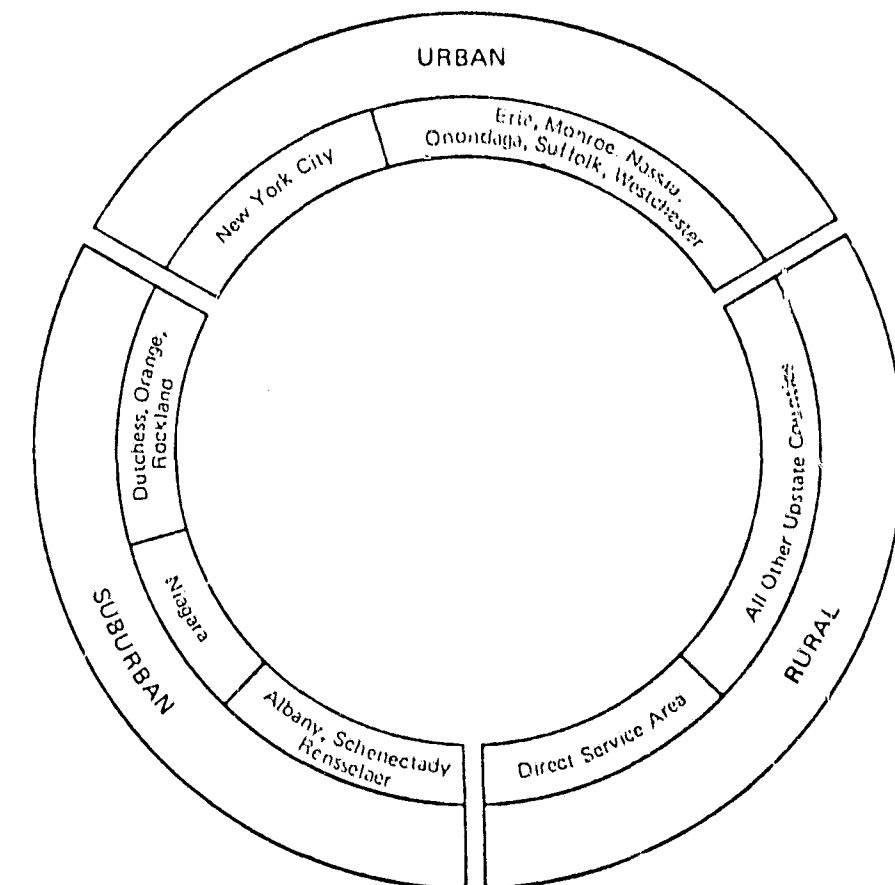 URBAN
New York City
Erie, Monroe, Nassau,
Onondaga, Suffolk, Westchester
SUBURBAN
Dutchess, Orange,
Rockland
Niagara
Albany, Schenectady
Rensselaer
RURAL
All Other Upstate Counties
Direct Service Area